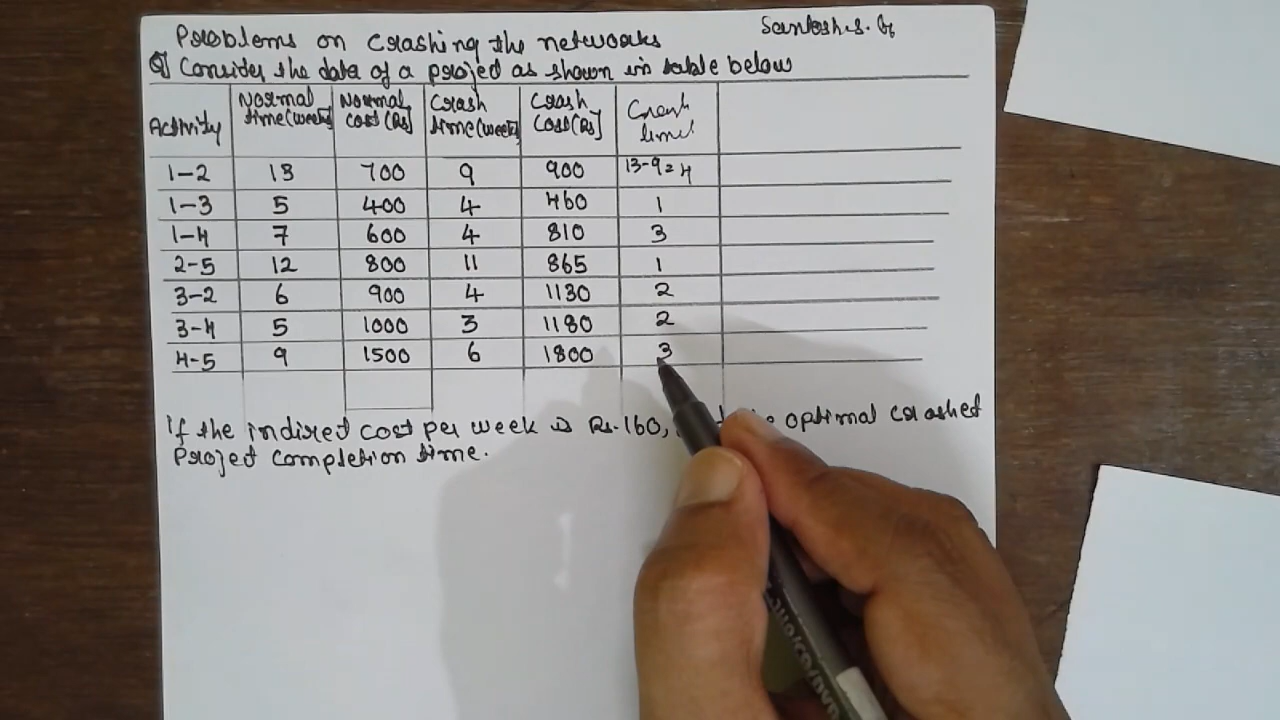 Problems on crashing the networks
Santosh.S. G
Q] Consider the data of a project as shown in table below
Activity Normal time(weeks] Normal cost(Rs] Crash time(week] Crash Cost[Rs] Crash limit
1-2 13 700 9 900 13-9=4
1-3 5 400 4 460 1
1-4 7 600 4 810 3
2-5 12 800 11 865 1
3-2 6 900 4 1130 2
3-4 5 1000 3 1180 2
4-5 9 1500 6 1800 3
If the indirect cost per week is Rs.160, optimal crashed
Project completion time.